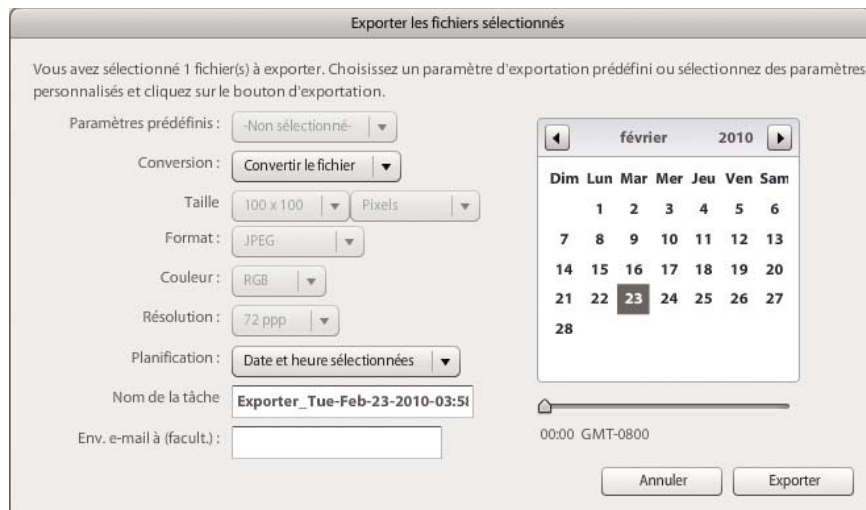 Exporter les fichiers sélectionnés
Vous avez sélectionné 1 fichier(s) à exporter. Choisissez un paramètre d'exportation prédéfini ou sélectionnez des paramètres
personnalisés et cliquez sur le bouton d'exportation.
Paramètres prédéfinis : -Non sélectionné-
Conversion : Convertir le fichier
Taille 100 x 100 Pixels
Format : JPEG
Couleur : RGB
Résolution : 72 ppp
Planification : Date et heure sélectionnées
Nom de la tâche Exporter_Tue-Feb-23-2010-03:58
Env. e-mail à (facult.) :
février 2010
Dim Lun Mar Mer Jeu Ven Sam
1 2 3 4 5 6
7 8 9 10 11 12 13
14 15 16 17 18 19 20
21 22 23 24 25 26 27
28
00:00 GMT-0800
Annuler Exporter